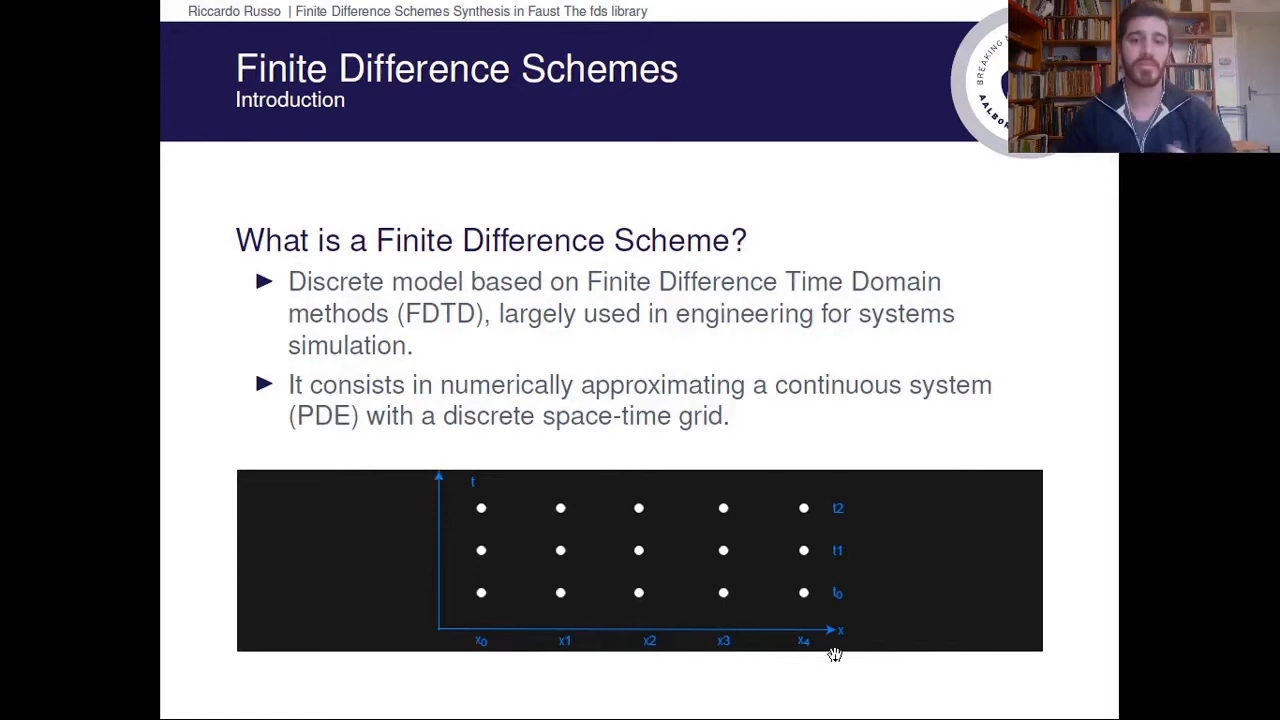 Riccardo Russo | Finite Difference Schemes Synthesis in Faust The fds library
Finite Difference Schemes
Introduction
BREAKING
AALBOR
What is a Finite Difference Scheme?
▶ Discrete model based on Finite Difference Time Domain
methods (FDTD), largely used in engineering for systems
simulation.
▶ It consists in numerically approximating a continuous system
(PDE) with a discrete space-time grid.
t
t2
t1
t₀
x
x₀ x1 x2 x3 x₄